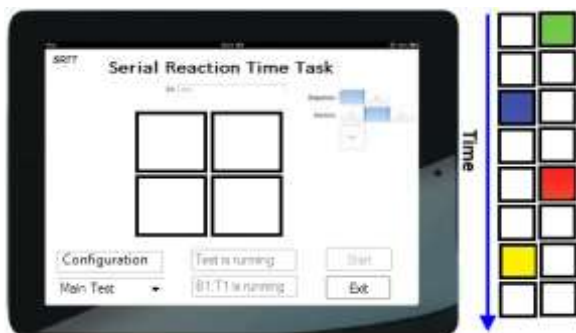 SRTT
Serial Reaction Time Task
Time
Configuration
Test is running
Start
Main Test
B1:T1 is running
Exit